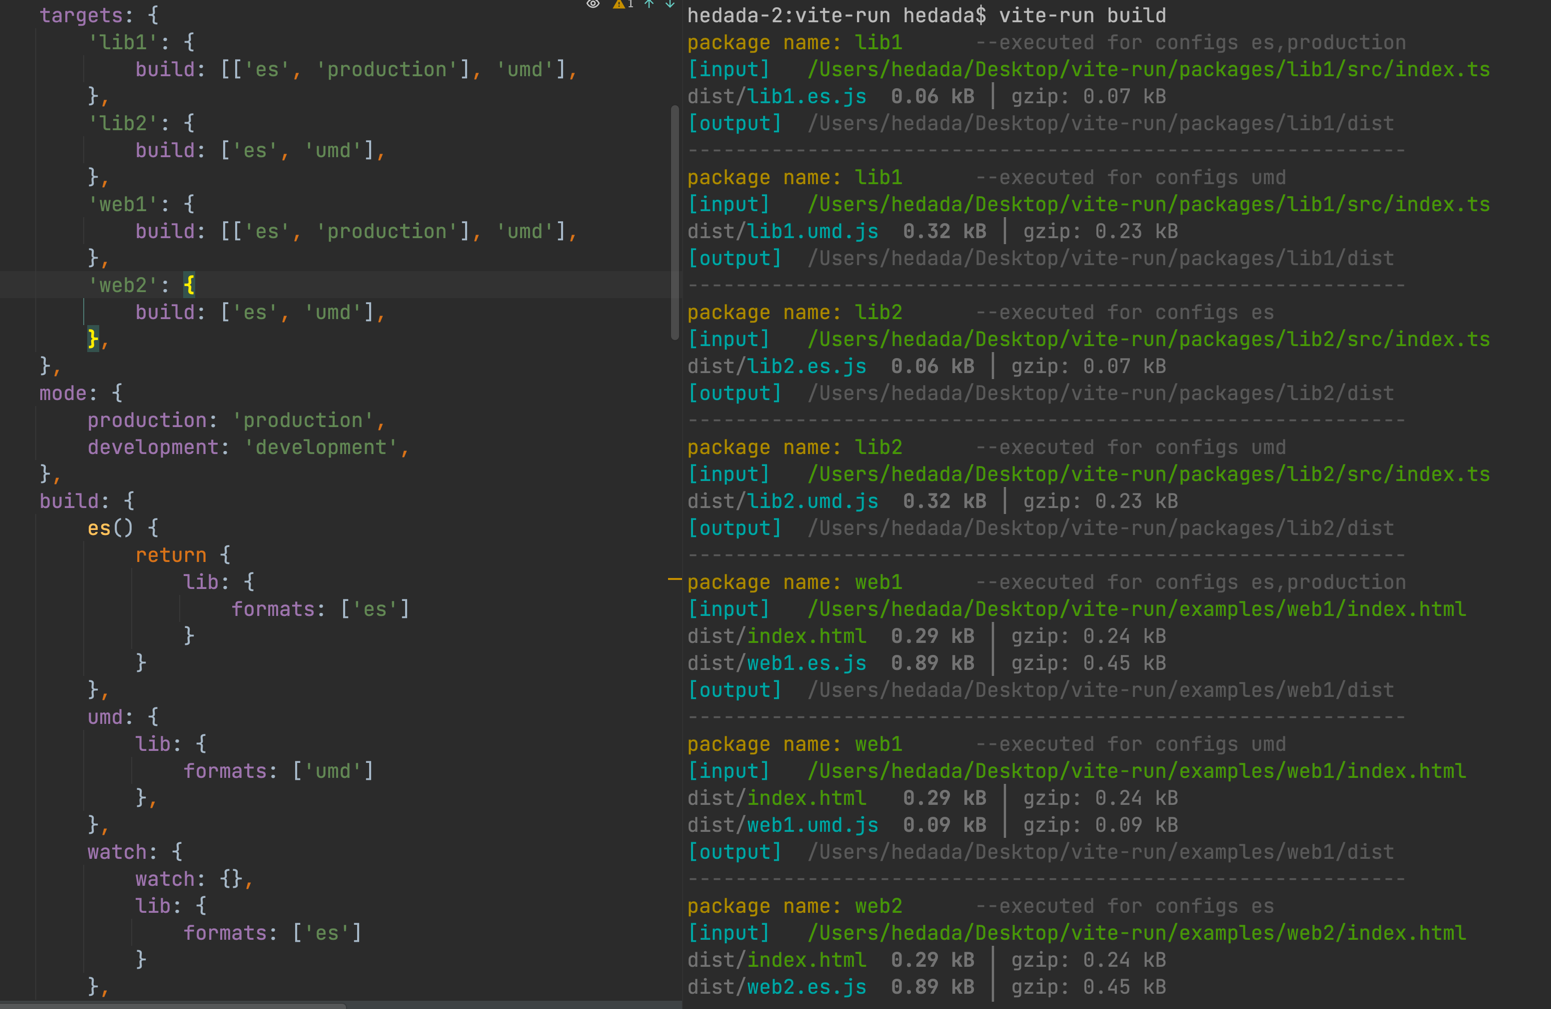 targets: {
'lib1': {
build: [['es', 'production'], 'umd'],
},
'lib2': {
build: ['es', 'umd'],
},
'web1': {
build: [['es', 'production'], 'umd'],
},
'web2': {
build: ['es', 'umd'],
},
},
mode: {
production: 'production',
development: 'development',
},
build: {
es() {
return {
lib: {
formats: ['es']
}
}
},
umd: {
lib: {
formats: ['umd']
},
},
watch: {
watch: {},
lib: {
formats: ['es']
}
},
1
hedada-2:vite-run hedada$ vite-run build
package name: lib1 --executed for configs es,production
[input] /Users/hedada/Desktop/vite-run/packages/lib1/src/index.ts
dist/lib1.es.js 0.06 kB │ gzip: 0.07 kB
[output] /Users/hedada/Desktop/vite-run/packages/lib1/dist
------------------------------------------------------------
package name: lib1 --executed for configs umd
[input] /Users/hedada/Desktop/vite-run/packages/lib1/src/index.ts
dist/lib1.umd.js 0.32 kB │ gzip: 0.23 kB
[output] /Users/hedada/Desktop/vite-run/packages/lib1/dist
------------------------------------------------------------
package name: lib2 --executed for configs es
[input] /Users/hedada/Desktop/vite-run/packages/lib2/src/index.ts
dist/lib2.es.js 0.06 kB │ gzip: 0.07 kB
[output] /Users/hedada/Desktop/vite-run/packages/lib2/dist
------------------------------------------------------------
package name: lib2 --executed for configs umd
[input] /Users/hedada/Desktop/vite-run/packages/lib2/src/index.ts
dist/lib2.umd.js 0.32 kB │ gzip: 0.23 kB
[output] /Users/hedada/Desktop/vite-run/packages/lib2/dist
------------------------------------------------------------
package name: web1 --executed for configs es,production
[input] /Users/hedada/Desktop/vite-run/examples/web1/index.html
dist/index.html 0.29 kB │ gzip: 0.24 kB
dist/web1.es.js 0.89 kB │ gzip: 0.45 kB
[output] /Users/hedada/Desktop/vite-run/examples/web1/dist
------------------------------------------------------------
package name: web1 --executed for configs umd
[input] /Users/hedada/Desktop/vite-run/examples/web1/index.html
dist/index.html 0.29 kB │ gzip: 0.24 kB
dist/web1.umd.js 0.09 kB │ gzip: 0.09 kB
[output] /Users/hedada/Desktop/vite-run/examples/web1/dist
------------------------------------------------------------
package name: web2 --executed for configs es
[input] /Users/hedada/Desktop/vite-run/examples/web2/index.html
dist/index.html 0.29 kB │ gzip: 0.24 kB
dist/web2.es.js 0.89 kB │ gzip: 0.45 kB